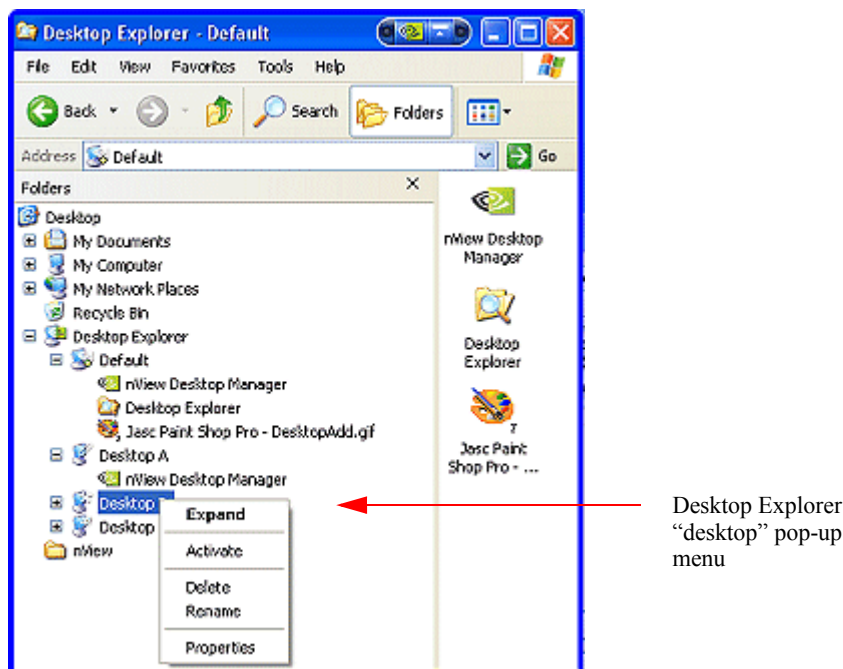 Desktop Explorer - Default
File Edit View Favorites Tools Help
Back Search Folders
Address Default Go
Folders
Desktop
My Documents
My Computer
My Network Places
Recycle Bin
Desktop Explorer
Default
nView Desktop Manager
Desktop Explorer
Jasc Paint Shop Pro - DesktopAdd.gif
Desktop A
nView Desktop Manager
Desktop
Desktop
nView
Expand
Activate
Delete
Rename
Properties
nView Desktop
Manager
Desktop
Explorer
7
Jasc Paint
Shop Pro - ...
Desktop Explorer
“desktop” pop-up
menu